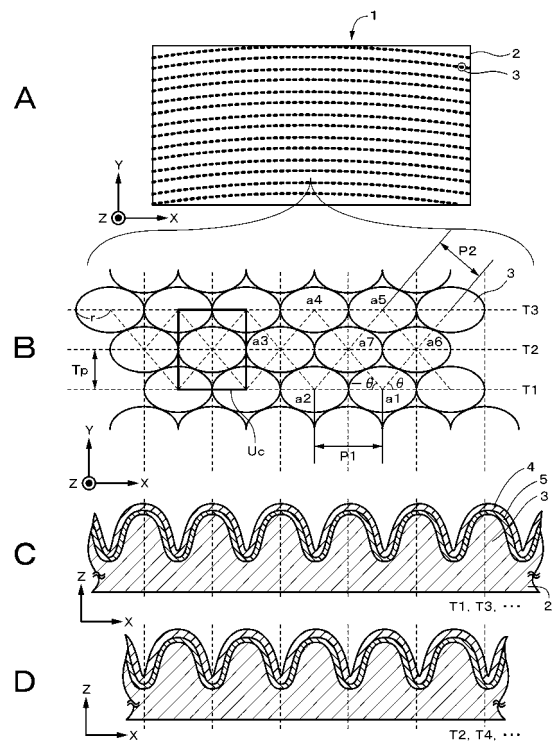 1
2
3
A
Y
Z X
P2
3
a4 a5
T3
r
B
a3 a7 a6
T2
Tp
-θ θ
T1
a2 a1
Uc
P1
Y
Z X
4
5
3
C
Z
2
T1, T3, ･･･
X
D
Z
X
T2, T4, ･･･